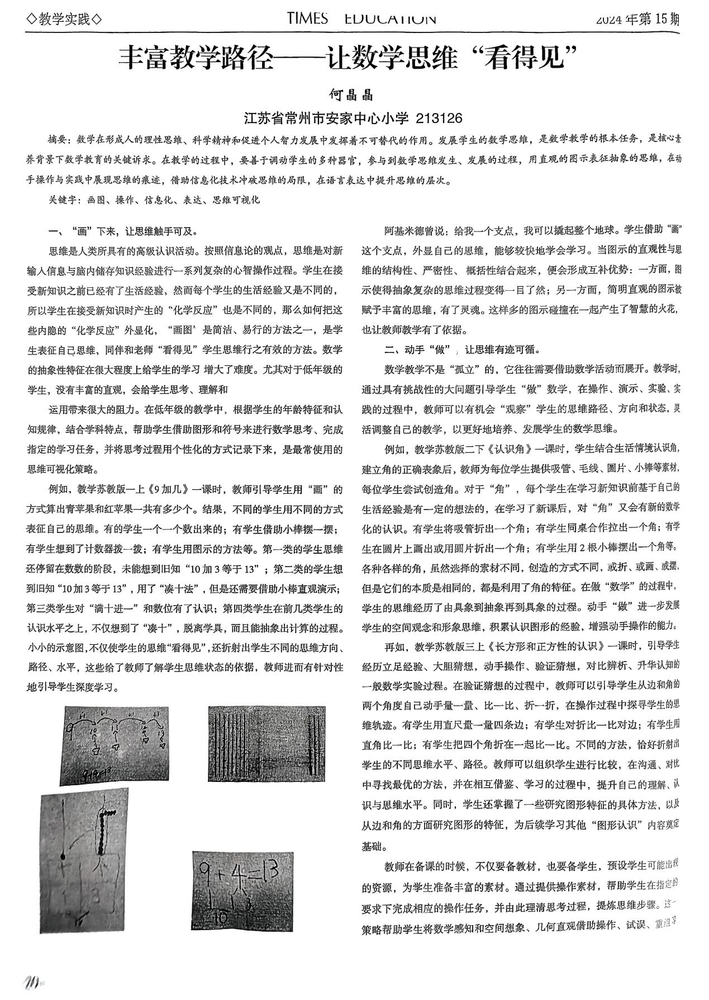 ◇教学实践◇
TIMES EDUCATION
2024 年第 15 期
丰富教学路径——让数学思维“看得见”
何晶晶
江苏省常州市安家中心小学 213126
摘要：数学在形成人的理性思维、科学精神和促进个人智力发展中发挥着不可替代的作用。发展学生的数学思维，是数学教学的根本任务，是核心素
养背景下数学教育的关键诉求。在教学的过程中，要善于调动学生的多种器官，参与到数学思维发生、发展的过程，用直观的图示表征抽象的思维，在动
手操作与实践中展现思维的痕迹，借助信息化技术冲破思维的局限，在语言表达中提升思维的层次。
关键字：画图、操作、信息化、表达、思维可视化
一、“画”下来，让思维触手可及。
思维是人类所具有的高级认识活动。按照信息论的观点，思维是对新
输人信息与脑内储存知识经验进行一系列复杂的心智操作过程。学生在接
受新知识之前已经有了生活经验，然而每个学生的生活经验又是不同的，
所以学生在接受新知识时产生的“化学反应”也是不同的，那么如何把这
些内隐的“化学反应”外显化，“画图’是简洁、易行的方法之一，是学
生表征自已思维，同伴和老师“看得见”学生思维行之有效的方法。数学
的抽象性特征在很大程度上给学生的学习 增大了难度。尤其对于低年级的
学生，没有丰富的直观，会给学生思考、理解和
运用带来很大的阻力。在低年级的教学中，根据学生的年龄特征和认
知规律，结合学科特点，帮助学生借助图形和符号来进行数学思考、完成
指定的学习任务，并将思考过程用个性化的方式记录下来，是最常使用的
思维可视化策略。
例如，教学苏教版一上《9 加几》一课时，教师引导学生用“画”的
方式算出青苹果和红苹果一共有多少个。结果，不同的学生用不同的方式
表征自己的思维。有的学生一个一个数出来的；有学生借助小棒摆一摆；
有学生想到了计数器拨一拨；有学生用图示的方法等。第一类的学生思维
还停留在数数的阶段，未能想到旧知“10 加 3 等于 13”；第二类的学生想
到旧知“10 加 3 等于 13”，用了“凑十法”，但是还需要借助小棒直观演示；
第三类学生对“满十进一”和数位有了认识；第四类学生在前几类学生的
认识水平之上，不仅想到了“凑十”，脱离学具，而且能抽象出计算的过程。
小小的示意图,不仅使学生的思维“看得见”,还折射出学生不同的思维方向、
路径、水平，这些给了教师了解学生思维状态的依据，教师进而有针对性
地引导学生深度学习。
9 + 4 = 13
1 3
10
阿基米德曾说：给我一个支点，我可以撬起整个地球。学生借助“画”
这个支点，外显自己的思维，能够较快地学会学习。当图示的直观性与思
维的结构性、严密性、 概括性结合起来，便会形成互补优势：一方面，图
示使得抽象复杂的思维过程变得一目了然；另一方面，简明直观的图示被
赋予丰富的思维，有了灵魂。这样多的图示碰撞在一起产生了智慧的火花，
也让教师教学有了依据。
二、动手“做”，让思维有迹可循。
数学教学不是“孤立”的，它往往需要借助数学活动而展开。教学时，
通过具有挑战性的大问题引导学生“做”数学，在操作、演示、实验、实
践的过程中，教师可以有机会“观察”学生的思维路径、方向和状态，灵
活调整自己的教学，以更好地培养、发展学生的数学思维。
例如，教学苏教版二下《认识角》一课时，学生结合生活情境认识角，
建立角的正确表象后，教师为每位学生提供吸管、毛线、圆片、小棒等素材，
每位学生尝试创造角。对于“角”，每个学生在学习新知识前基于自己的
生活经验是有一定的想法的，在学习了新课后，对“角”又会有新的数学
化的认识。有学生将吸管折出一个角；有学生同桌合作拉出一个角；有学
生在圆片上画出或用圆片折出一个角；有学生用 2 根小棒摆出一个角等。
各种各样的角，虽然选择的素材不同，创造的方式不同，或折、或画、或摆，
但是它们的本质是相同的，都是利用了角的特征。在做“数学”的过程中，
学生的思维经历了由具象到抽象再到具象的过程。动手“做”进一步发展
学生的空间观念和形象思维，积累认识图形的经验，增强动手操作的能力。
再如，教学苏教版三上《长方形和正方性的认识》一课时，引导学生
经历立足经验、大胆猜想，动手操作、验证猜想，对比辨析、升华认知的
一般数学实验过程。在验证猜想的过程中，教师可以引导学生从边和角的
两个角度自己动手量一量、比一比、折一折，在操作过程中探寻学生的思
维轨迹。有学生用直尺量一量四条边；有学生对折比一比对边；有学生用
直角比一比；有学生把四个角折在一起比一比。不同的方法，恰好折射出
学生的不同思维水平、路径。教师可以组织学生进行比较，在沟通、对比
中寻找最优的方法，并在相互借鉴、学习的过程中，提升自己的理解、认
识与思维水平。同时，学生还掌握了一些研究图形特征的具体方法，以及
从边和角的方面研究图形的特征，为后续学习其他“图形认识”内容奠定
基础。
教师在备课的时候，不仅要备教材，也要备学生，预设学生可能出现
的资源，为学生准备丰富的素材。通过提供操作素材，帮助学生在指定的
要求下完成相应的操作任务，并由此理清思考过程，提炼思维步骤。这一
策略帮助学生将数学感知和空间想象、几何直观借助操作、试误、重组等